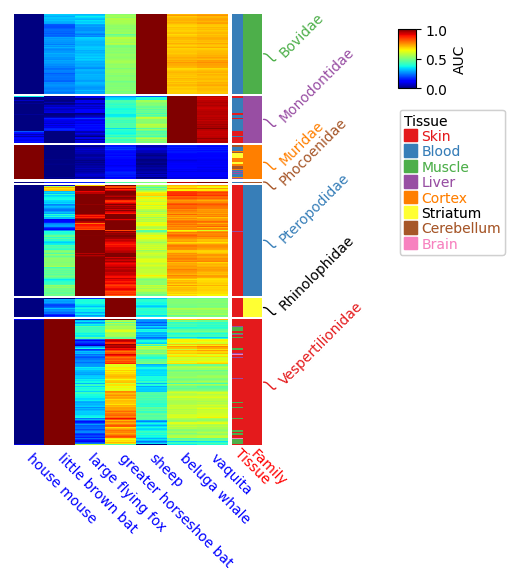 1.0
0.5
0.0
AUC
Tissue
Skin
Blood
Muscle
Liver
Cortex
Striatum
Cerebellum
Brain
Bovidae
Monodontidae
Muridae
Phocoenidae
Pteropodidae
Rhinolophidae
Vespertilionidae
house mouse
little brown bat
large flying fox
greater horseshoe bat
sheep
beluga whale
vaquita
Tissue
Family